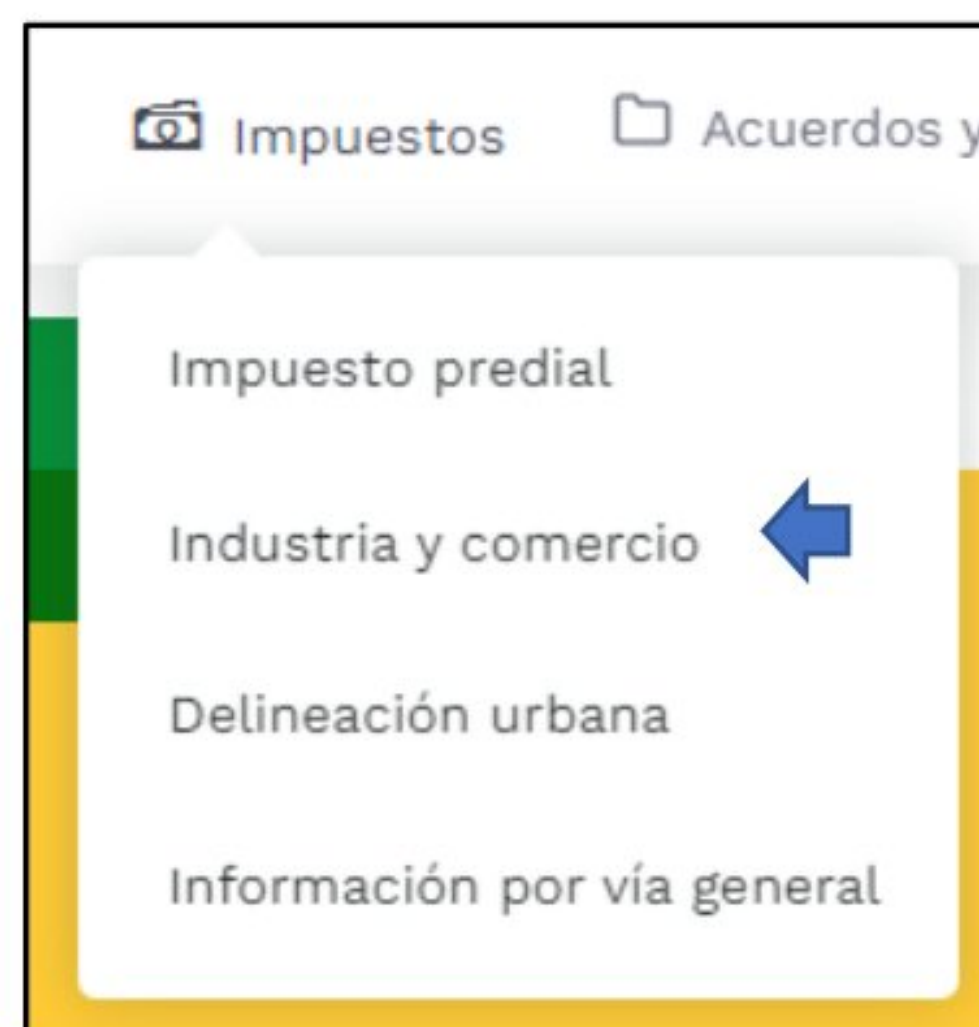 Impuestos Acuerdos y
Impuesto predial
Industria y comercio
Delineación urbana
Información por vía general